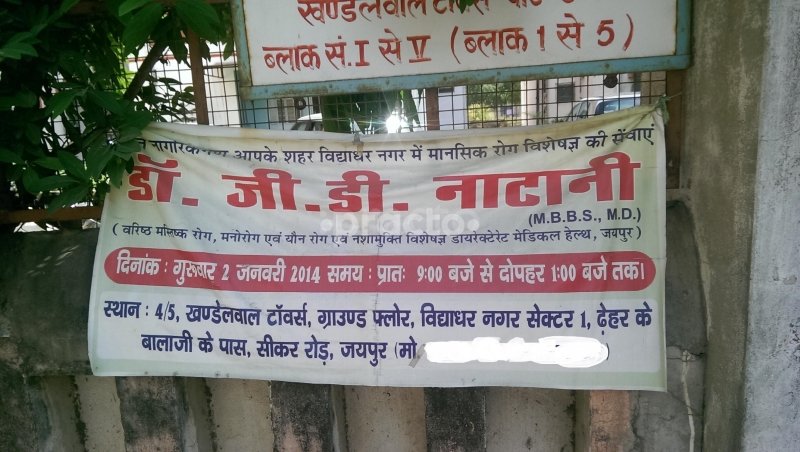 खण्डेलवाल टॉवर्स
ब्लाक सं.I से V (ब्लाक 1 से 5)
आपके शहर विद्याधर नगर में मानसिक रोग विशेषज्ञ की सेंवाएं
डॉ. जी.डी. नाटानी
practo
(M.B.B.S., M.D.)
( वरिष्ठ मस्तिष्क रोग, मनोरोग एवं यौन रोग एवं नशामुक्ति विशेषज्ञ डायरेक्टेरेट मेडिकल हेल्थ, जयपुर)
दिनांक : गुरूवार 2 जनवरी 2014 समय : प्रातः 9:00 बजे से दोपहर 1:00 बजे तक।
स्थान : 4/5, खण्डेलवाल टॉवर्स, ग्राउण्ड फ्लोर, विद्याधर नगर सेक्टर 1, ढ़ेहर के
बालाजी के पास, सीकर रोड़, जयपुर (मो